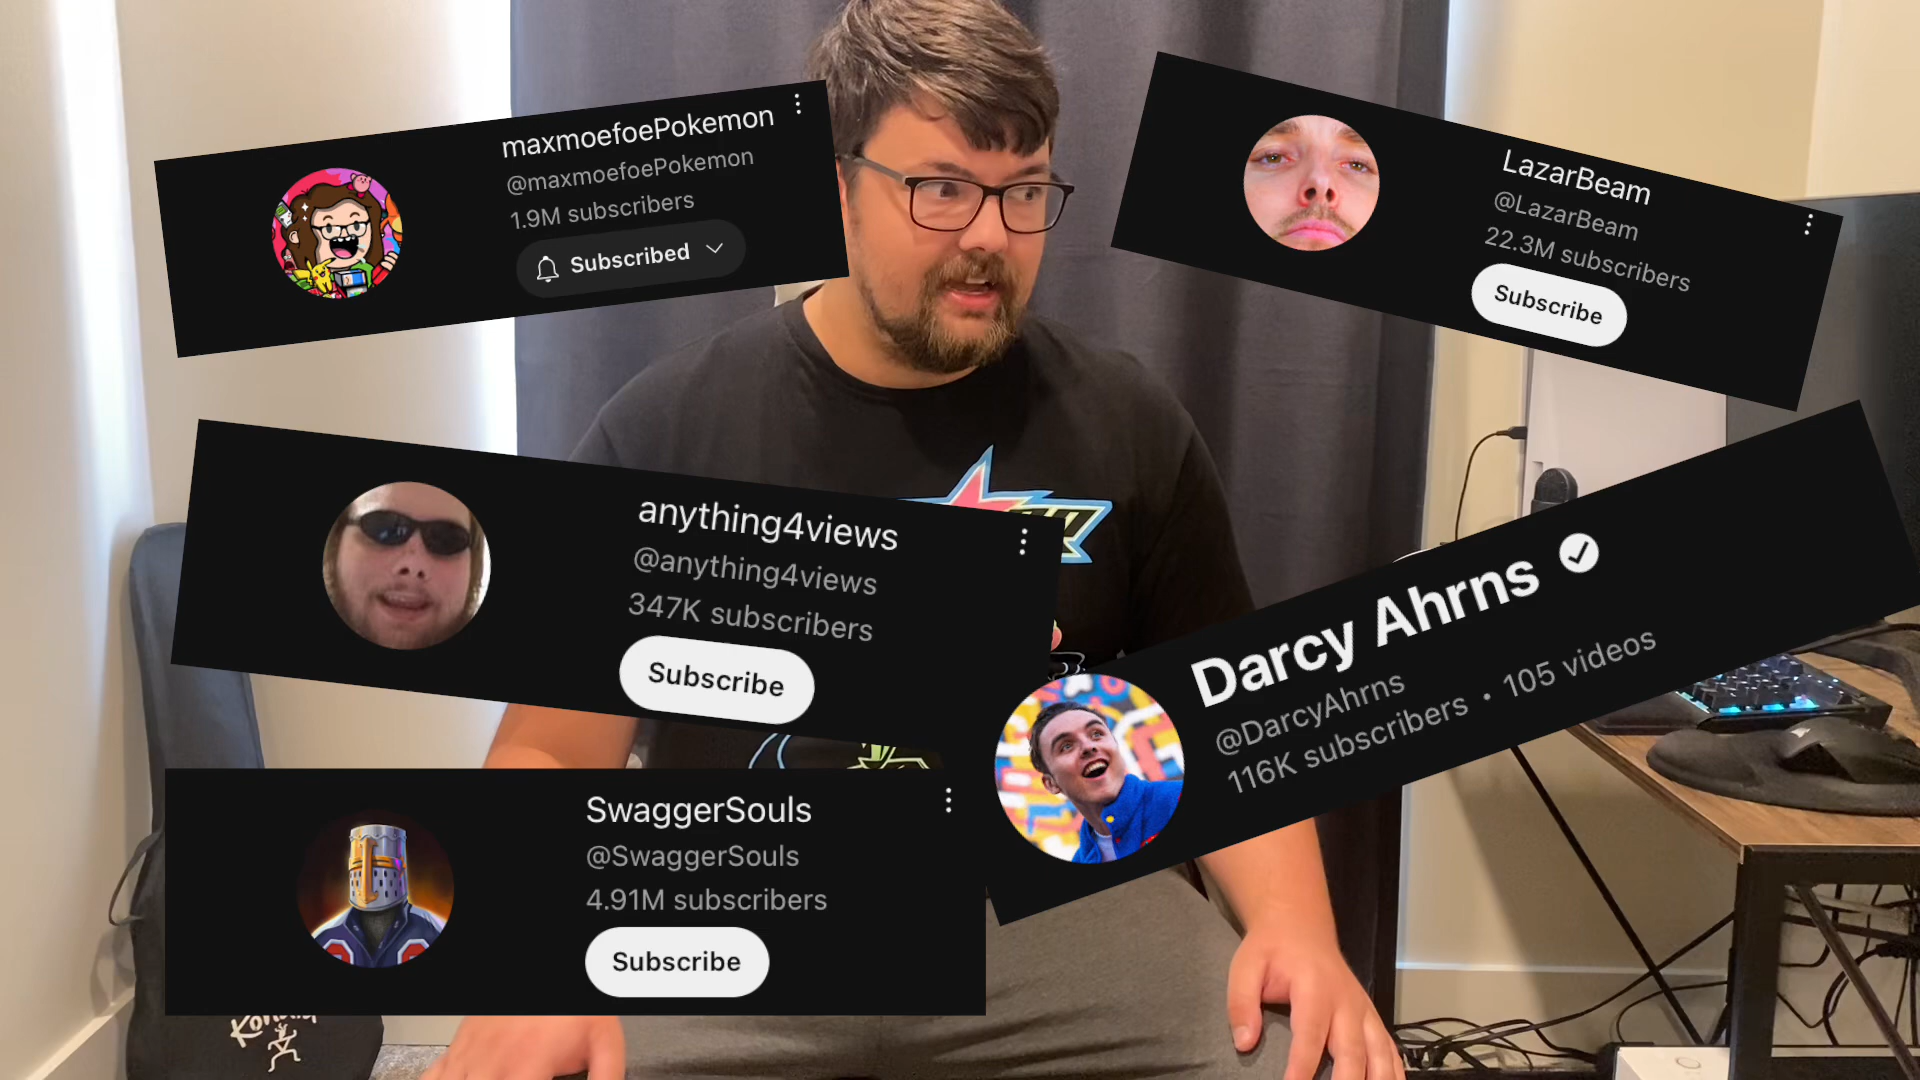 maxmoefoePokemon
@maxmoefoePokemon
1.9M subscribers
Subscribed
LazarBeam
@LazarBeam
22.3M subscribers
Subscribe
anything4views
@anything4views
347K subscribers
Subscribe
Darcy Ahrns
@DarcyAhrns
116K subscribers • 105 videos
SwaggerSouls
@SwaggerSouls
4.91M subscribers
Subscribe